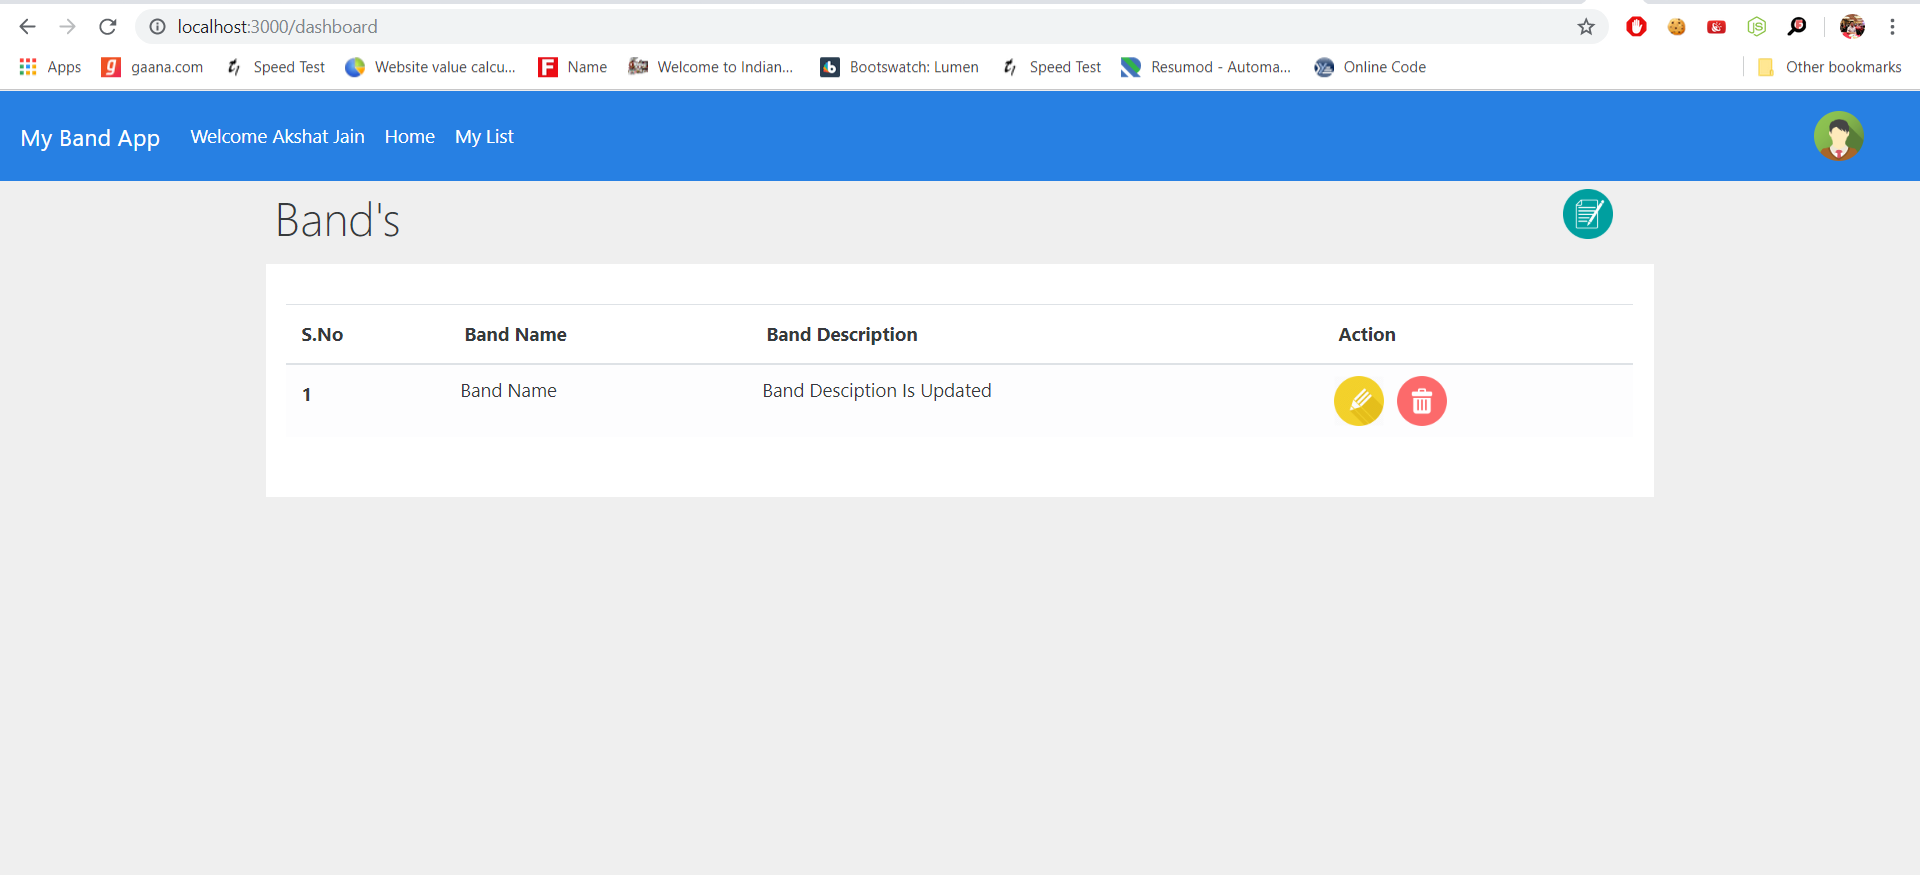 localhost:3000/dashboard
Apps gaana.com Speed Test Website value calcu... Name Welcome to Indian... Bootswatch: Lumen Speed Test Resumod - Automa... Online Code Other bookmarks
My Band App Welcome Akshat Jain Home My List
Band's
S.No Band Name Band Description Action
1 Band Name Band Desciption Is Updated